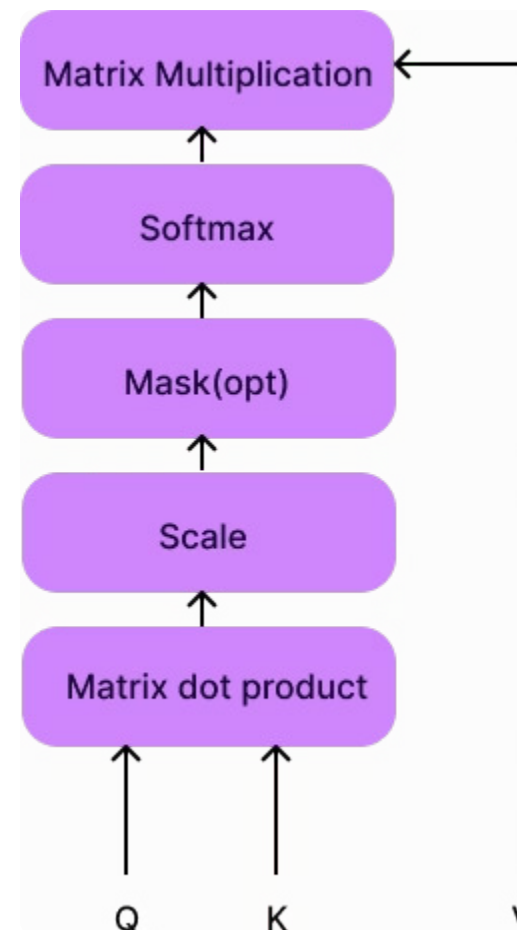 Matrix Multiplication
Softmax
Mask(opt)
Scale
Matrix dot product
Q K